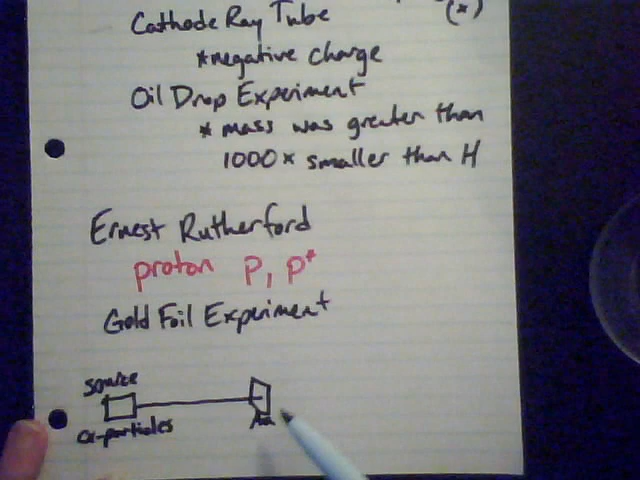 Cathode Ray Tube
(*)
*negative charge
Oil Drop Experiment
* mass was greater than
1000x smaller than H
Ernest Rutherford
proton P, P⁺
Gold Foil Experiment
source
α-particles
Au